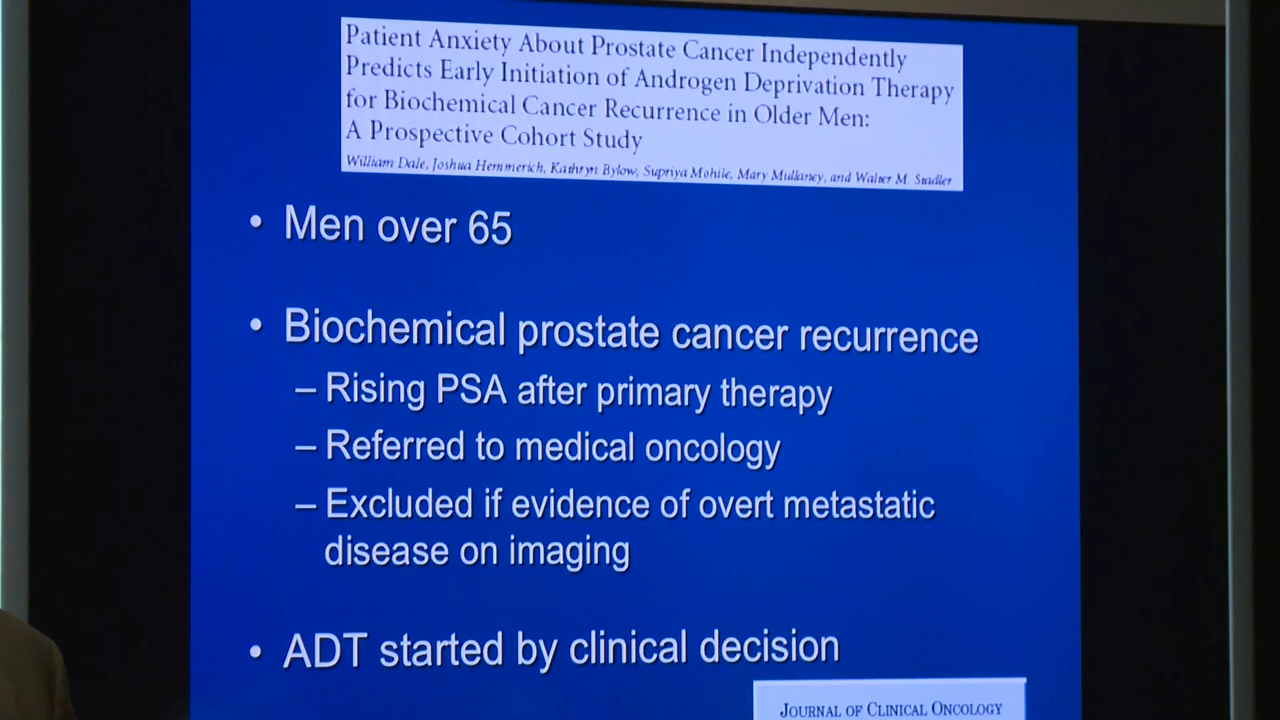 Patient Anxiety About Prostate Cancer Independently
Predicts Early Initiation of Androgen Deprivation Therapy
for Biochemical Cancer Recurrence in Older Men:
A Prospective Cohort Study
William Dale, Joshua Hemmerich, Kathryn Bylow, Supriya Mohile, Mary Mullaney, and Walter M. Stadler
• Men over 65
• Biochemical prostate cancer recurrence
– Rising PSA after primary therapy
– Referred to medical oncology
– Excluded if evidence of overt metastatic
disease on imaging
• ADT started by clinical decision
JOURNAL OF CLINICAL ONCOLOGY